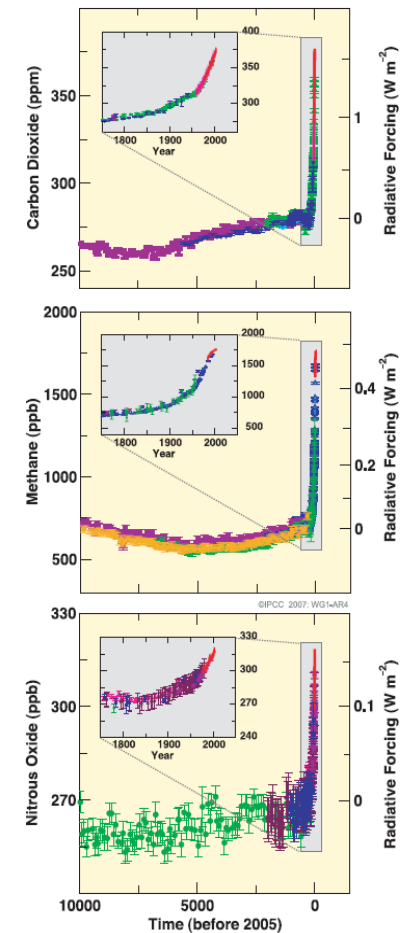 400
350
300
1800 1900 2000
Year
350
300
250
Carbon Dioxide (ppm)
1
0
Radiative Forcing (W m⁻²)
2000
1500
1000
500
1800 1900 2000
Year
2000
1500
1000
500
Methane (ppb)
0.4
0.2
0
Radiative Forcing (W m⁻²)
©IPCC 2007: WG1-AR4
330
300
270
240
1800 1900 2000
Year
330
300
270
Nitrous Oxide (ppb)
0.1
0
Radiative Forcing (W m⁻²)
10000 5000 0
Time (before 2005)